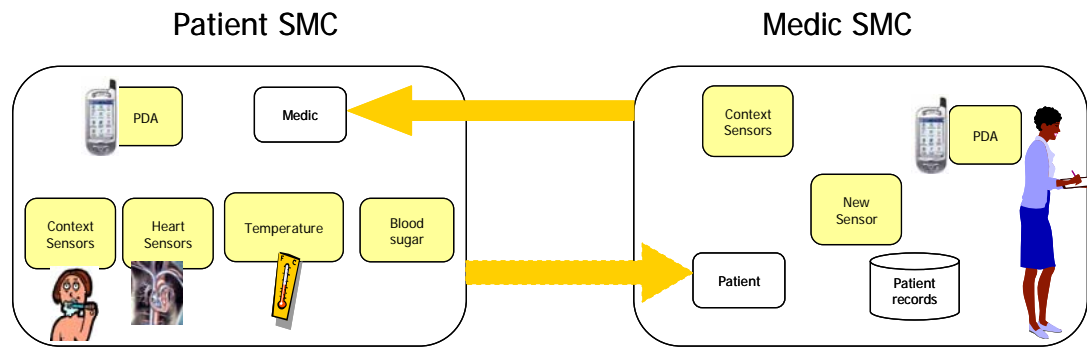 Patient SMC
Medic SMC
PDA
Medic
Context
Sensors
Heart
Sensors
Temperature
Blood
sugar
F C
Context
Sensors
PDA
New
Sensor
Patient
Patient
records